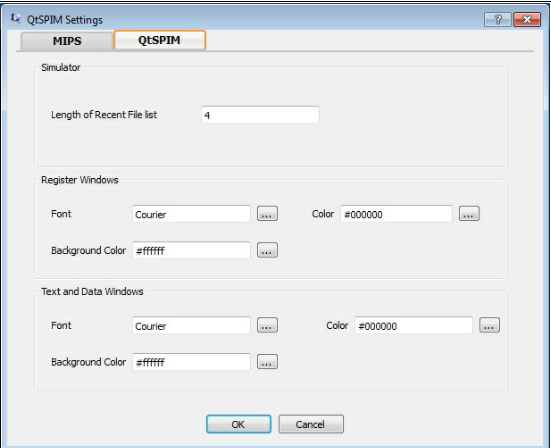 QtSPIM Settings
MIPS QtSPIM
Simulator
Length of Recent File list 4
Register Windows
Font Courier ... Color #000000 ...
Background Color #ffffff ...
Text and Data Windows
Font Courier ... Color #000000 ...
Background Color #ffffff ...
OK Cancel